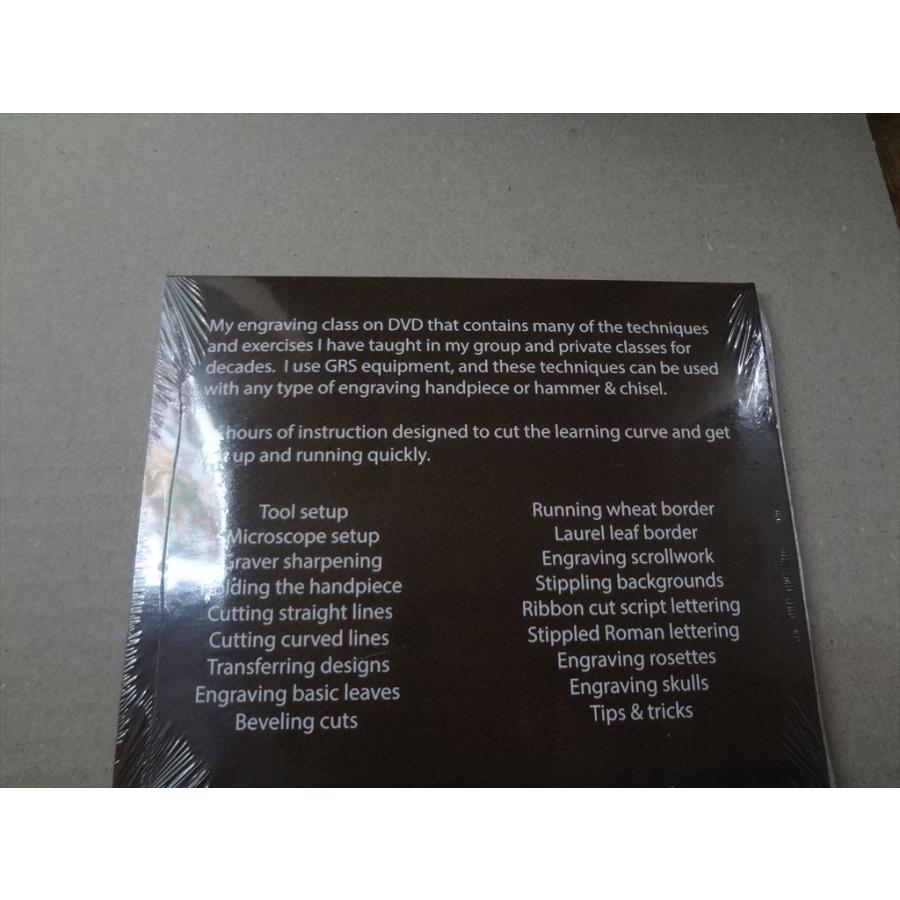 My engraving class on DVD that contains many of the techniques
and exercises I have taught in my group and private classes for
decades. I use GRS equipment, and these techniques can be used
with any type of engraving handpiece or hammer & chisel.
hours of instruction designed to cut the learning curve and get
up and running quickly.
Tool setup
Microscope setup
Graver sharpening
Holding the handpiece
Cutting straight lines
Cutting curved lines
Transferring designs
Engraving basic leaves
Beveling cuts
Running wheat border
Laurel leaf border
Engraving scrollwork
Stippling backgrounds
Ribbon cut script lettering
Stippled Roman lettering
Engraving rosettes
Engraving skulls
Tips & tricks